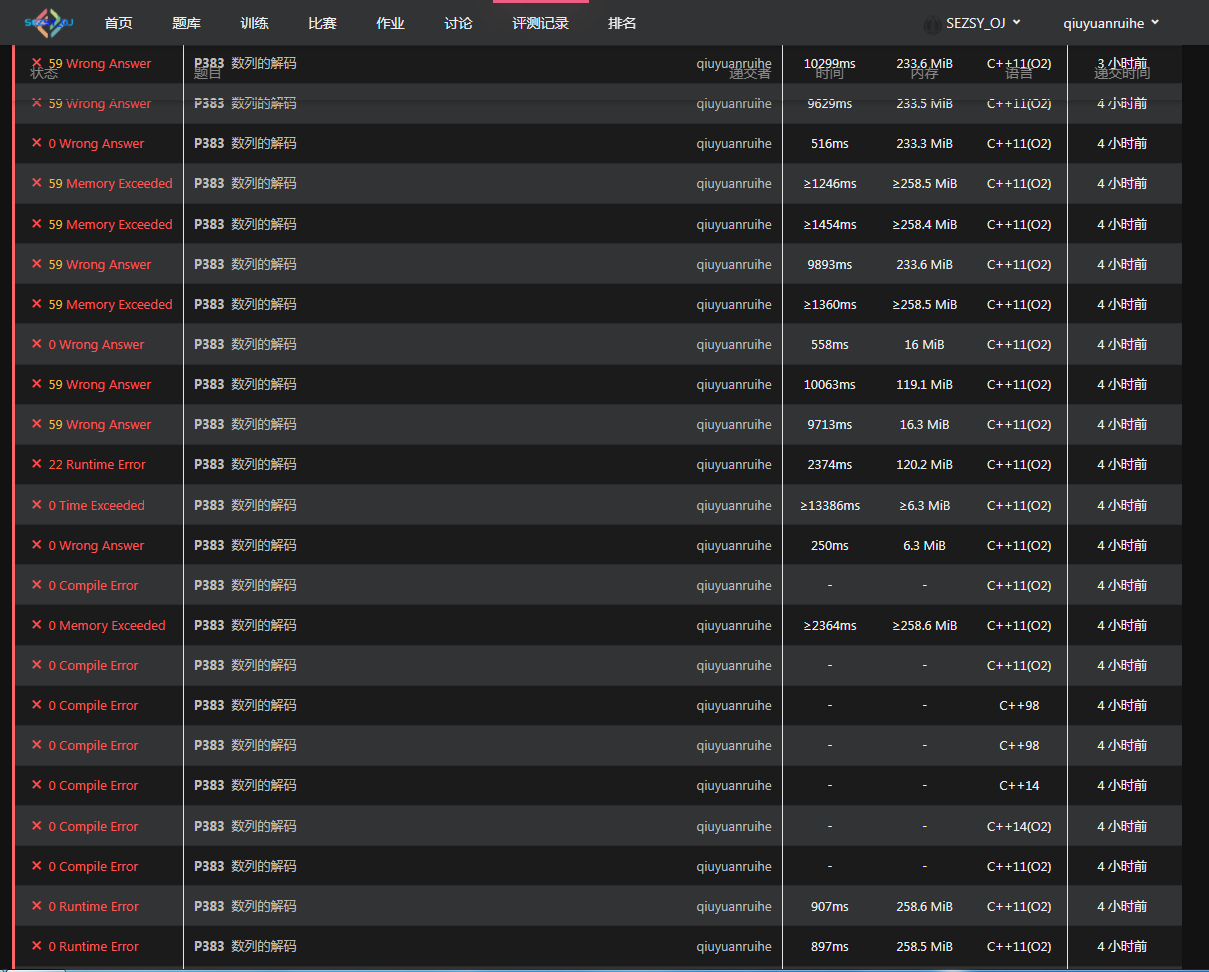 SEZSY_OJ 首页 题库 训练 比赛 作业 讨论 评测记录 排名 SEZSY_OJ qiuyuanruihe
状态 题目 递交者 时间 内存 语言 递交时间
59 Wrong Answer P383 数列的解码 qiuyuanruihe 10299ms 233.6 MiB C++11(O2) 3 小时前
59 Wrong Answer P383 数列的解码 qiuyuanruihe 9629ms 233.5 MiB C++11(O2) 4 小时前
0 Wrong Answer P383 数列的解码 qiuyuanruihe 516ms 233.3 MiB C++11(O2) 4 小时前
59 Memory Exceeded P383 数列的解码 qiuyuanruihe ≥1246ms ≥258.5 MiB C++11(O2) 4 小时前
59 Memory Exceeded P383 数列的解码 qiuyuanruihe ≥1454ms ≥258.4 MiB C++11(O2) 4 小时前
59 Wrong Answer P383 数列的解码 qiuyuanruihe 9893ms 233.6 MiB C++11(O2) 4 小时前
59 Memory Exceeded P383 数列的解码 qiuyuanruihe ≥1360ms ≥258.5 MiB C++11(O2) 4 小时前
0 Wrong Answer P383 数列的解码 qiuyuanruihe 558ms 16 MiB C++11(O2) 4 小时前
59 Wrong Answer P383 数列的解码 qiuyuanruihe 10063ms 119.1 MiB C++11(O2) 4 小时前
59 Wrong Answer P383 数列的解码 qiuyuanruihe 9713ms 16.3 MiB C++11(O2) 4 小时前
22 Runtime Error P383 数列的解码 qiuyuanruihe 2374ms 120.2 MiB C++11(O2) 4 小时前
0 Time Exceeded P383 数列的解码 qiuyuanruihe ≥13386ms ≥6.3 MiB C++11(O2) 4 小时前
0 Wrong Answer P383 数列的解码 qiuyuanruihe 250ms 6.3 MiB C++11(O2) 4 小时前
0 Compile Error P383 数列的解码 qiuyuanruihe - - C++11(O2) 4 小时前
0 Memory Exceeded P383 数列的解码 qiuyuanruihe ≥2364ms ≥258.6 MiB C++11(O2) 4 小时前
0 Compile Error P383 数列的解码 qiuyuanruihe - - C++11(O2) 4 小时前
0 Compile Error P383 数列的解码 qiuyuanruihe - - C++98 4 小时前
0 Compile Error P383 数列的解码 qiuyuanruihe - - C++98 4 小时前
0 Compile Error P383 数列的解码 qiuyuanruihe - - C++14 4 小时前
0 Compile Error P383 数列的解码 qiuyuanruihe - - C++14(O2) 4 小时前
0 Compile Error P383 数列的解码 qiuyuanruihe - - C++11(O2) 4 小时前
0 Runtime Error P383 数列的解码 qiuyuanruihe 907ms 258.6 MiB C++11(O2) 4 小时前
0 Runtime Error P383 数列的解码 qiuyuanruihe 897ms 258.5 MiB C++11(O2) 4 小时前